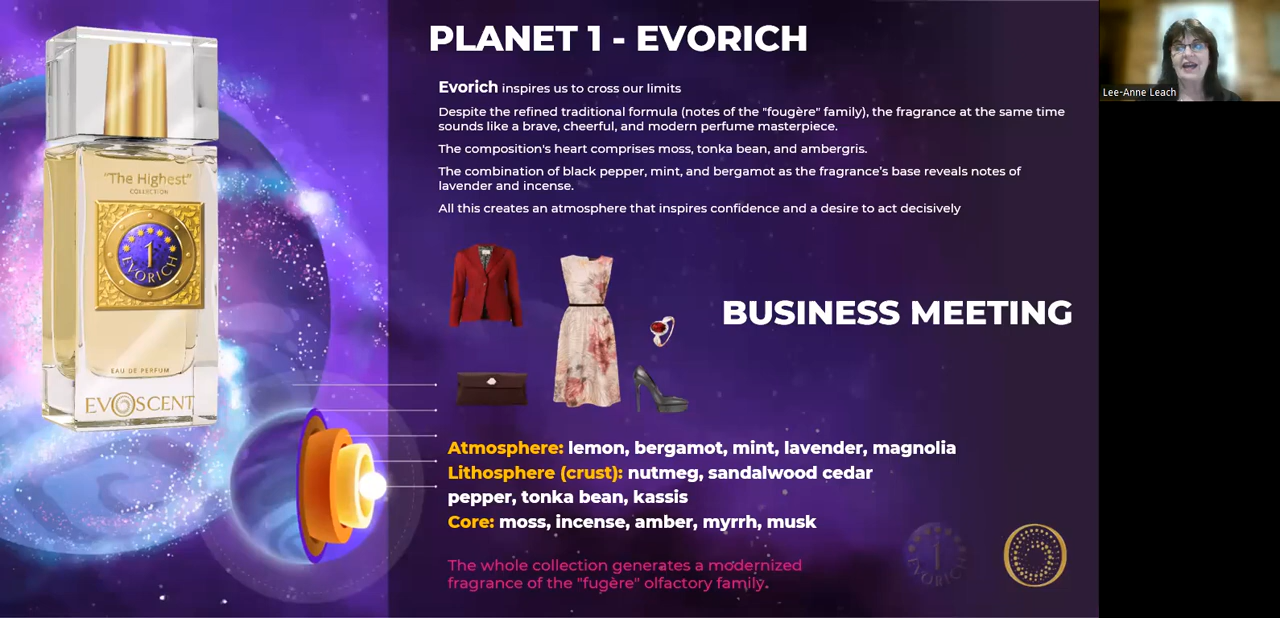 PLANET 1 - EVORICH
Evorich inspires us to cross our limits
Despite the refined traditional formula (notes of the "fougère" family), the fragrance at the same time
sounds like a brave, cheerful, and modern perfume masterpiece.
The composition's heart comprises moss, tonka bean, and ambergris.
The combination of black pepper, mint, and bergamot as the fragrance's base reveals notes of
lavender and incense.
All this creates an atmosphere that inspires confidence and a desire to act decisively
BUSINESS MEETING
Atmosphere: lemon, bergamot, mint, lavender, magnolia
Lithosphere (crust): nutmeg, sandalwood cedar
pepper, tonka bean, kassis
Core: moss, incense, amber, myrrh, musk
The whole collection generates a modernized
fragrance of the "fugère" olfactory family.
"The Highest"
COLLECTION
1
EVORICH
EAU DE PERFUM
EVOSCENT
1
EVORICH
Lee-Anne Leach